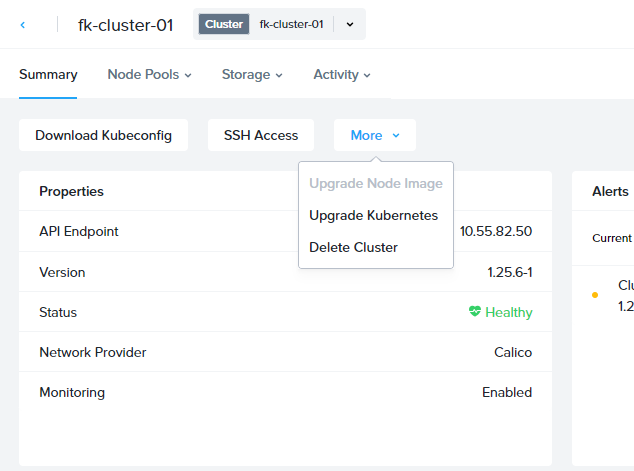 fk-cluster-01
Cluster fk-cluster-01
Summary Node Pools Storage Activity
Download Kubeconfig SSH Access More
Upgrade Node Image
Upgrade Kubernetes
Delete Cluster
Properties
API Endpoint 10.55.82.50
Version 1.25.6-1
Status Healthy
Network Provider Calico
Monitoring Enabled
Alerts
Current
1.2